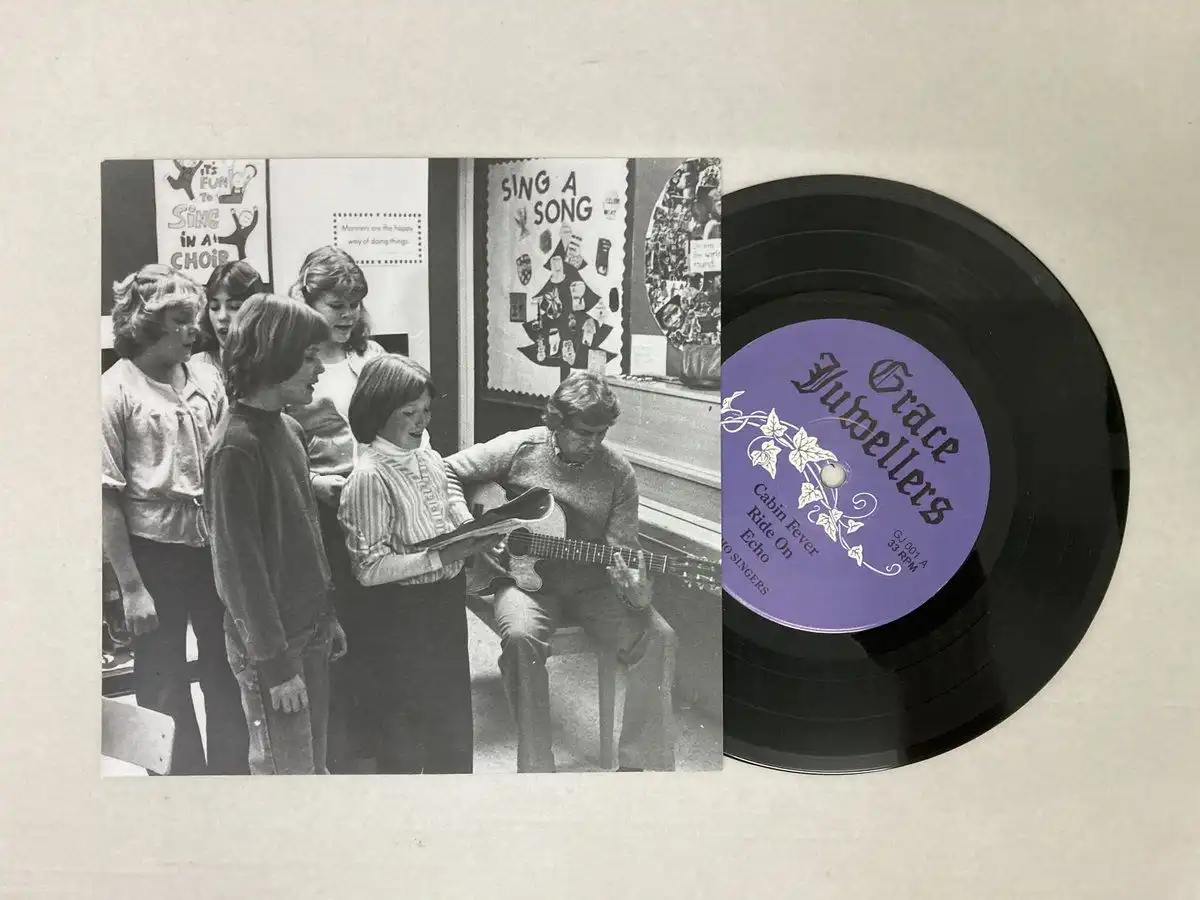 IT'S
FUN
TO
SING
IN A
CHOIR
Manners are the happy
way of doing things.
SING A
SONG
Grace
Juwellers
Cabin Fever
Ride On
Echo
SINGERS
GJ 001 A
33 RPM